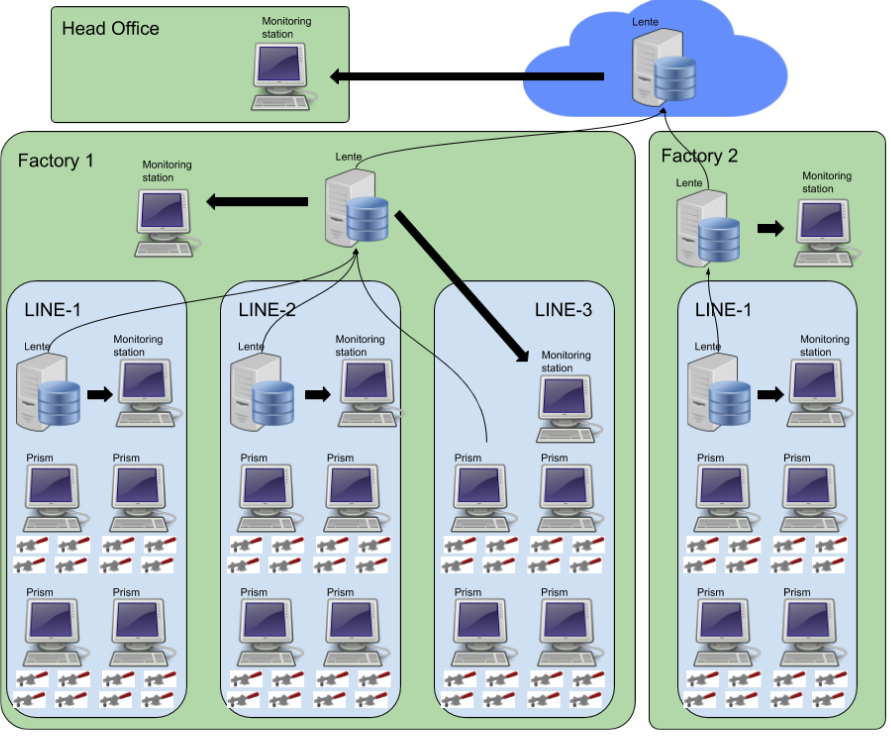 Head Office
Monitoring
station
Lente
Factory 1
Monitoring
station
Lente
Factory 2
Lente
Monitoring
station
LINE-1
Lente
Monitoring
station
Prism
Prism
Prism
Prism
LINE-2
Lente
Monitoring
station
Prism
Prism
Prism
Prism
LINE-3
Monitoring
station
Prism
Prism
Prism
Prism
LINE-1
Lente
Monitoring
station
Prism
Prism
Prism
Prism